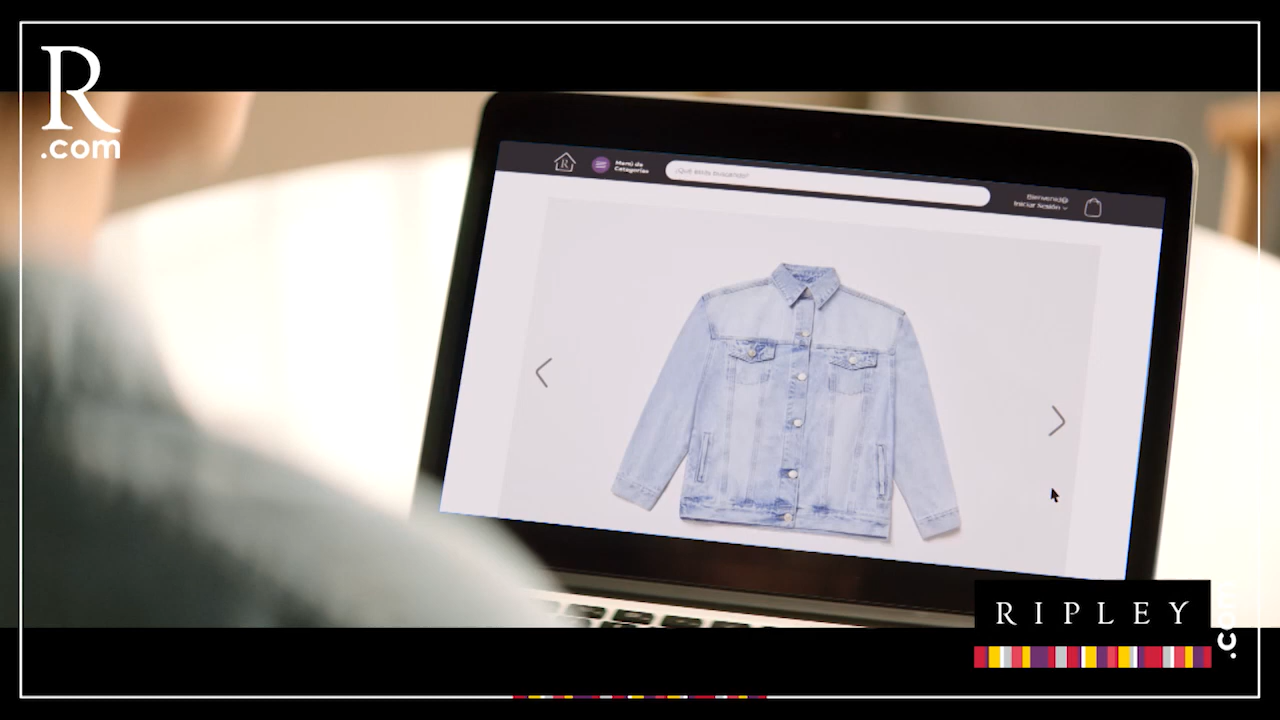 R
.com
R
Menú de
Categorías
¿Qué estás buscando?
Bienvenid@
Iniciar Sesión
RIPLEY
.com